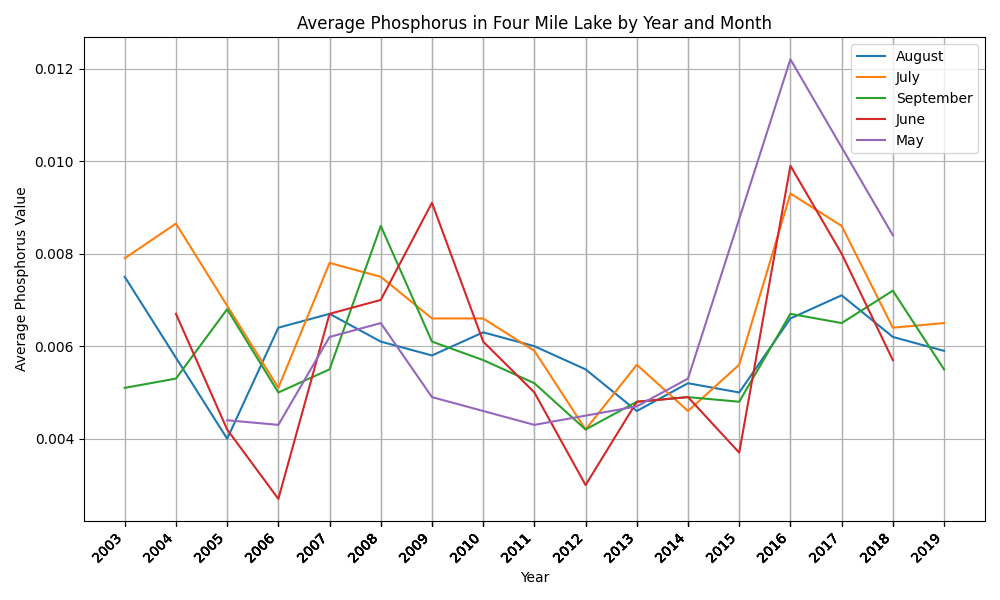 Average Phosphorus in Four Mile Lake by Year and Month
Average Phosphorus Value
0.012
0.010
0.008
0.006
0.004
August
July
September
June
May
2003
2004
2005
2006
2007
2008
2009
2010
2011
2012
2013
2014
2015
2016
2017
2018
2019
Year